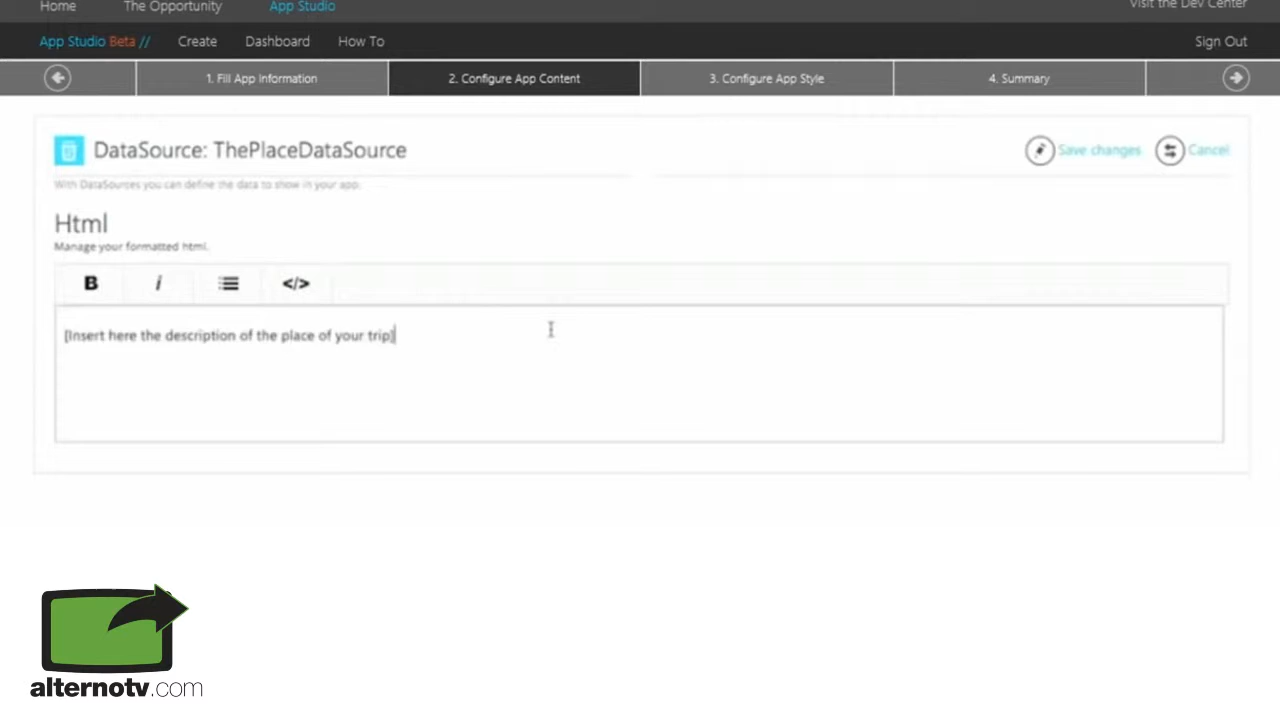 Home The Opportunity App Studio Visit the Dev Center
App Studio Beta // Create Dashboard How To Sign Out
1. Fill App Information 2. Configure App Content 3. Configure App Style 4. Summary
DataSource: ThePlaceDataSource Save changes Cancel
With DataSources you can define the data to show in your app.
Html
Manage your formatted html.
B i </>
[Insert here the description of the place of your trip]
alternotv.com